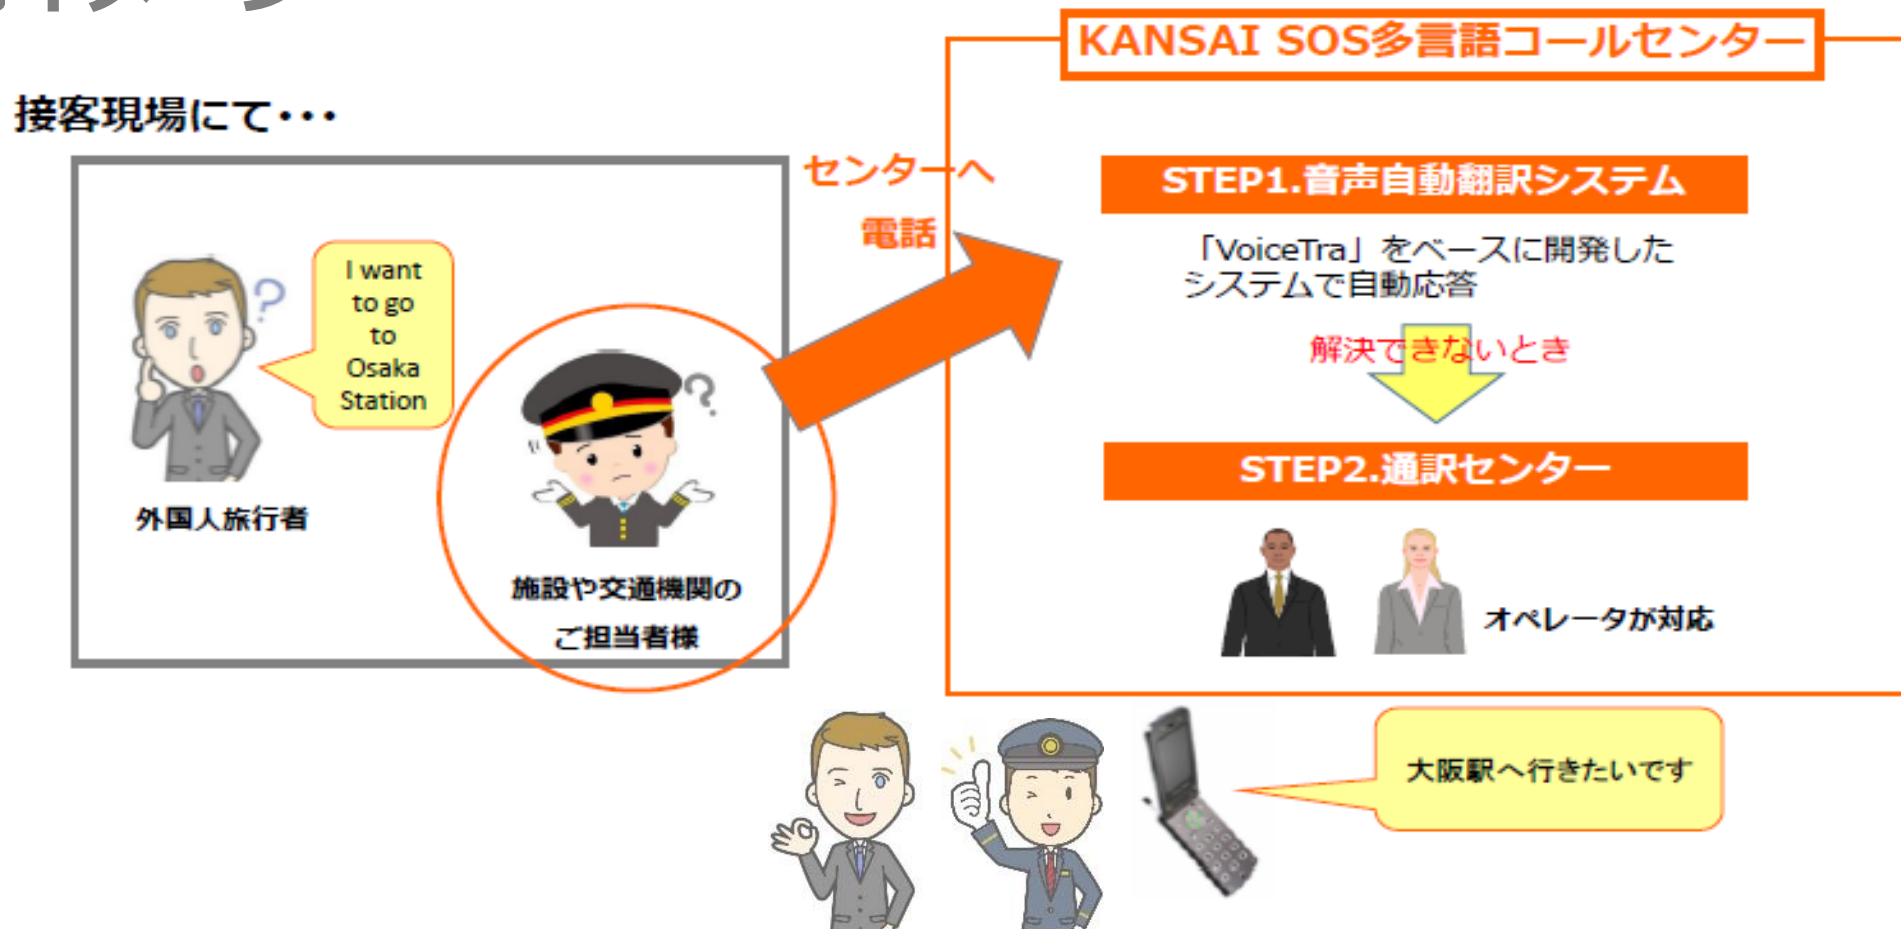 KANSAI SOS多言語コールセンター
接客現場にて・・・
I want
to go
to
Osaka
Station
外国人旅行者
施設や交通機関の
ご担当者様
センターへ
電話
STEP1.音声自動翻訳システム
「VoiceTra」をベースに開発した
システムで自動応答
解決できないとき
STEP2.通訳センター
オペレータが対応
大阪駅へ行きたいです